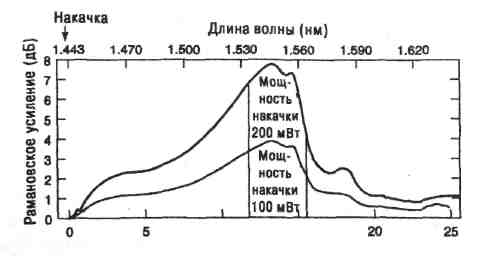 Накачка
Длина волны (нм)
1.443 1.470 1.500 1.530 1.560 1.590 1.620
Рамановское усиление (дБ)
8
7
6
5
4
3
2
1
0
Мощ-
ность
накачки
200 мВт
Мощ-
ность
накачки
100 мВт
0 5 20 25